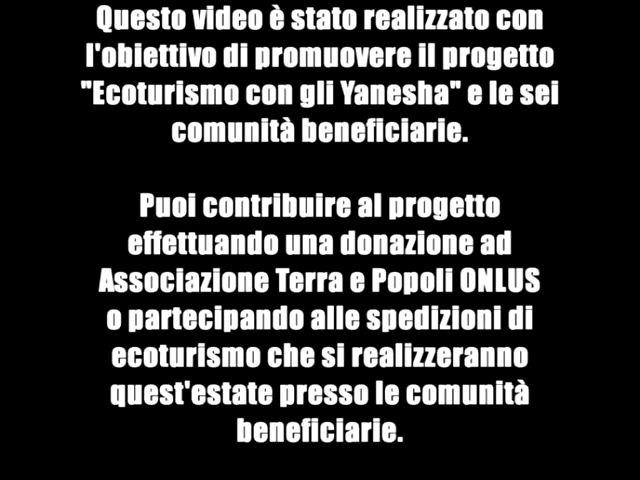 Questo video è stato realizzato con
l'obiettivo di promuovere il progetto
"Ecoturismo con gli Yanesha" e le sei
comunità beneficiarie.
Puoi contribuire al progetto
effettuando una donazione ad
Associazione Terra e Popoli ONLUS
o partecipando alle spedizioni di
ecoturismo che si realizzeranno
quest'estate presso le comunità
beneficiarie.